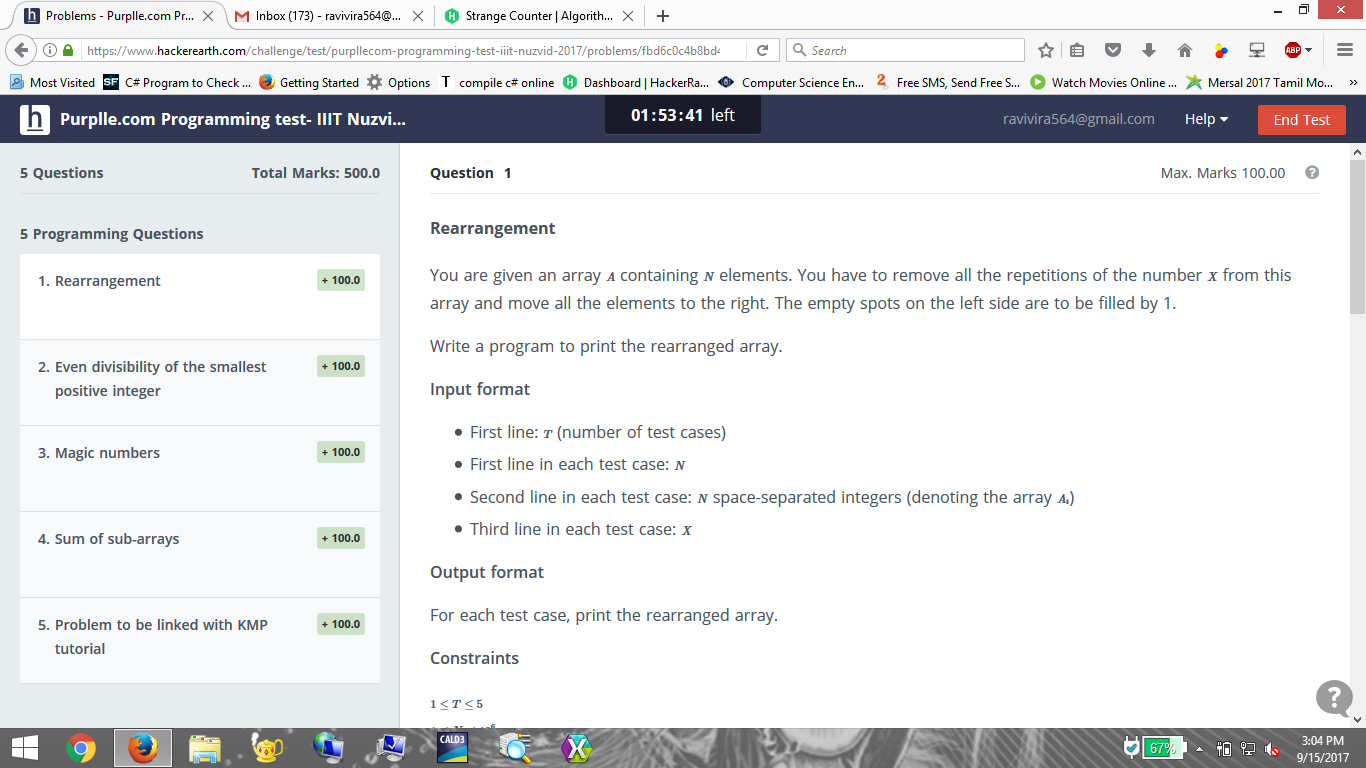 Problems - Purplle.com Pr...
Inbox (173) - ravivira564@...
Strange Counter | Algorith...
https://www.hackerearth.com/challenge/test/purpllecom-programming-test-iiit-nuzvid-2017/problems/fbd6c0c4b8bd4
Search
ABP
Most Visited
SF C# Program to Check ...
Getting Started
Options
T compile c# online
Dashboard | HackerRa...
Computer Science En...
2 Free SMS, Send Free S...
Watch Movies Online ...
Mersal 2017 Tamil Mo...
h Purplle.com Programming test- IIIT Nuzvi...
01:53:41 left
ravivira564@gmail.com
Help
End Test
5 Questions
Total Marks: 500.0
5 Programming Questions
1. Rearrangement + 100.0
2. Even divisibility of the smallest + 100.0
positive integer
3. Magic numbers + 100.0
4. Sum of sub-arrays + 100.0
5. Problem to be linked with KMP + 100.0
tutorial
Question 1
Max. Marks 100.00 ?
Rearrangement
You are given an array A containing N elements. You have to remove all the repetitions of the number X from this
array and move all the elements to the right. The empty spots on the left side are to be filled by 1.
Write a program to print the rearranged array.
Input format
• First line: T (number of test cases)
• First line in each test case: N
• Second line in each test case: N space-separated integers (denoting the array Ai)
• Third line in each test case: X
Output format
For each test case, print the rearranged array.
Constraints
1 ≤ T ≤ 5
?
CALD3
67%
3:04 PM
9/15/2017